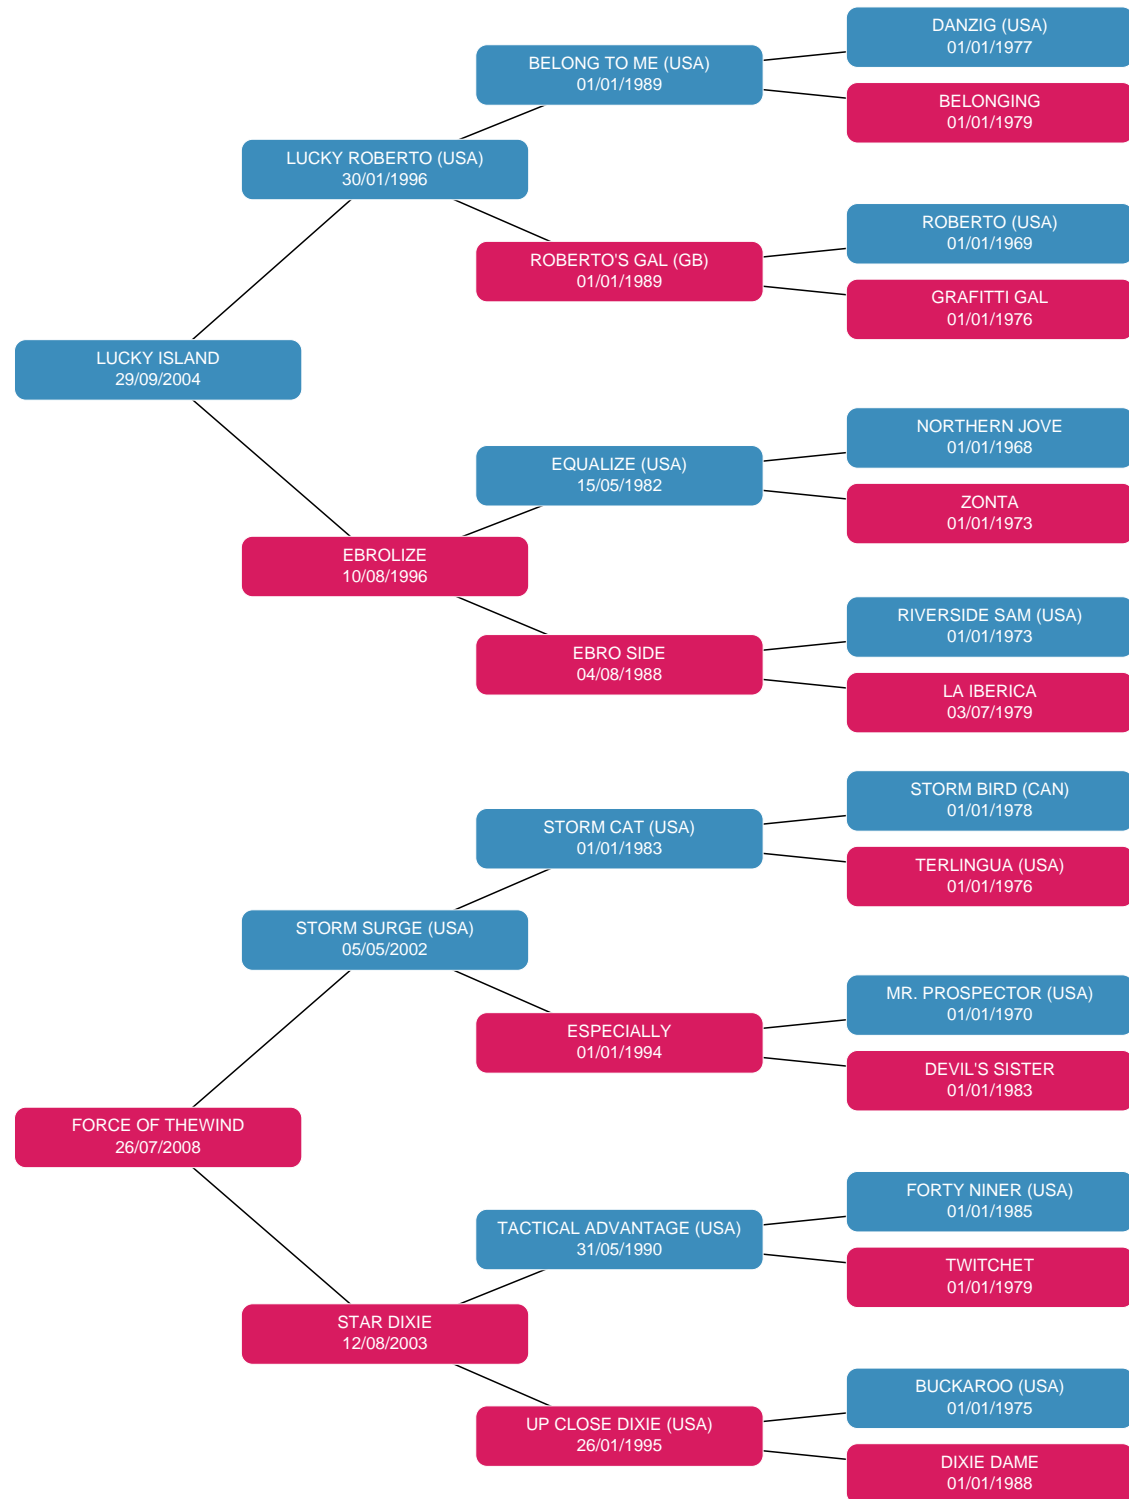 DANZIG (USA)
01/01/1977
BELONG TO ME (USA)
01/01/1989
BELONGING
01/01/1979
LUCKY ROBERTO (USA)
30/01/1996
ROBERTO (USA)
01/01/1969
ROBERTO'S GAL (GB)
01/01/1989
GRAFITTI GAL
01/01/1976
LUCKY ISLAND
29/09/2004
NORTHERN JOVE
01/01/1968
EQUALIZE (USA)
15/05/1982
ZONTA
01/01/1973
EBROLIZE
10/08/1996
RIVERSIDE SAM (USA)
01/01/1973
EBRO SIDE
04/08/1988
LA IBERICA
03/07/1979
STORM BIRD (CAN)
01/01/1978
STORM CAT (USA)
01/01/1983
TERLINGUA (USA)
01/01/1976
STORM SURGE (USA)
05/05/2002
MR. PROSPECTOR (USA)
01/01/1970
ESPECIALLY
01/01/1994
DEVIL'S SISTER
01/01/1983
FORCE OF THEWIND
26/07/2008
FORTY NINER (USA)
01/01/1985
TACTICAL ADVANTAGE (USA)
31/05/1990
TWITCHET
01/01/1979
STAR DIXIE
12/08/2003
BUCKAROO (USA)
01/01/1975
UP CLOSE DIXIE (USA)
26/01/1995
DIXIE DAME
01/01/1988